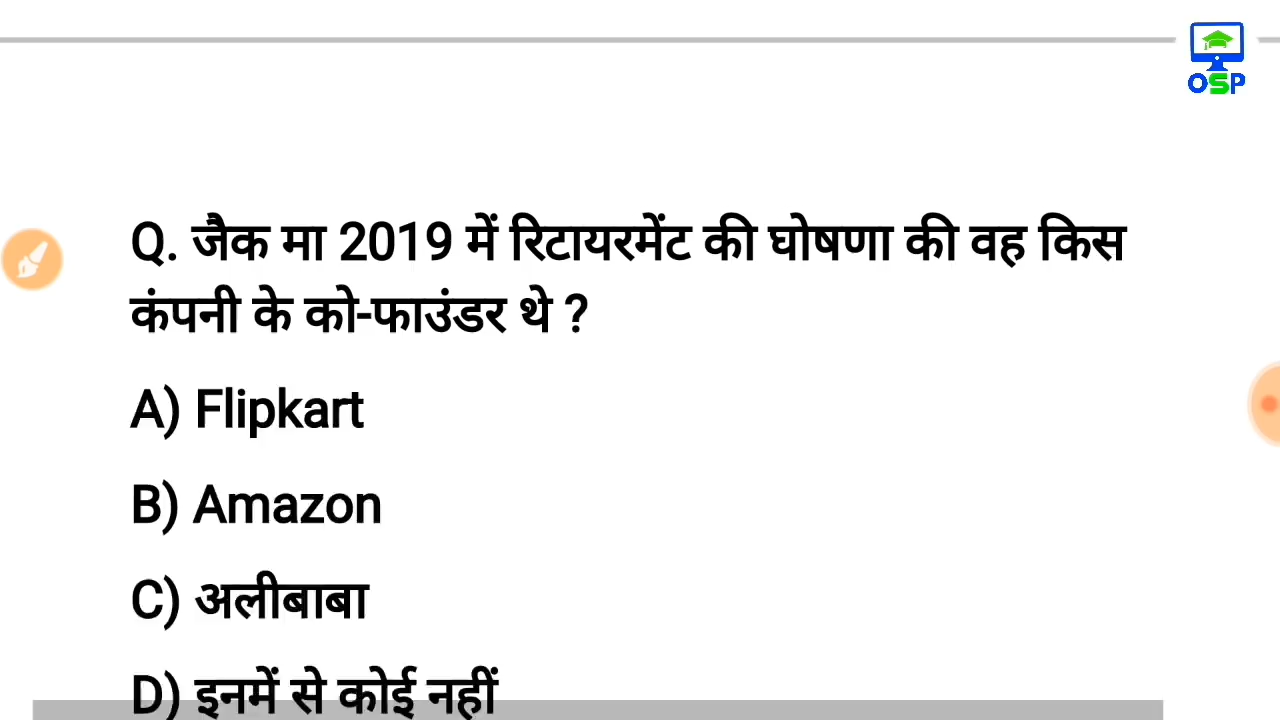 OSP
Q. जैक मा 2019 में रिटायरमेंट की घोषणा की वह किस
कंपनी के को-फाउंडर थे ?
A) Flipkart
B) Amazon
C) अलीबाबा
D) इनमें से कोई नहीं